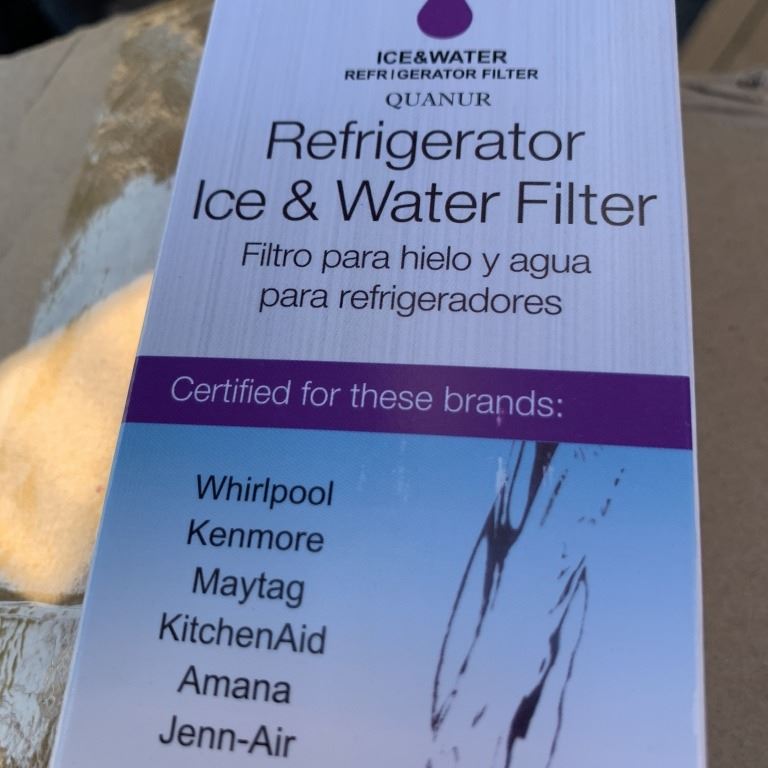 ICE&WATER
REFRIGERATOR FILTER
QUANUR
Refrigerator
Ice & Water Filter
Filtro para hielo y agua
para refrigeradores
Certified for these brands:
Whirlpool
Kenmore
Maytag
KitchenAid
Amana
Jenn-Air